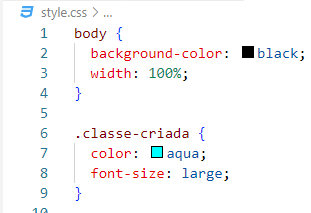 style.css > ...
1 body {
2 background-color: black;
3 width: 100%;
4 }
5
6 .classe-criada {
7 color: aqua;
8 font-size: large;
9 }
10